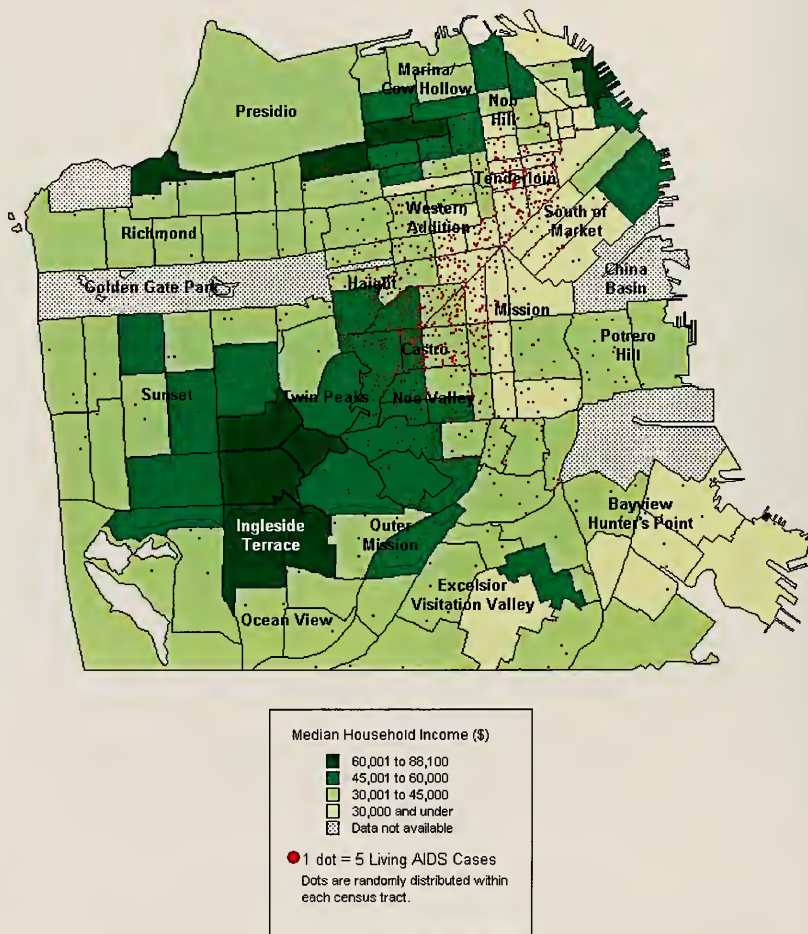 Marina/
Cow Hollow
Presidio
Nob
Hill
Tenderloin
Western
Addition
South of
Market
Richmond
China
Basin
Golden Gate Park
Haight
Mission
Castro
Potrero
Hill
Sunset
Twin Peaks
Noe Valley
Ingleside
Terrace
Outer
Mission
Bayview
Hunter's Point
Excelsior
Visitation Valley
Ocean View
Median Household Income ($)
60,001 to 88,100
45,001 to 60,000
30,001 to 45,000
30,000 and under
Data not available
1 dot = 5 Living AIDS Cases
Dots are randomly distributed within
each census tract.